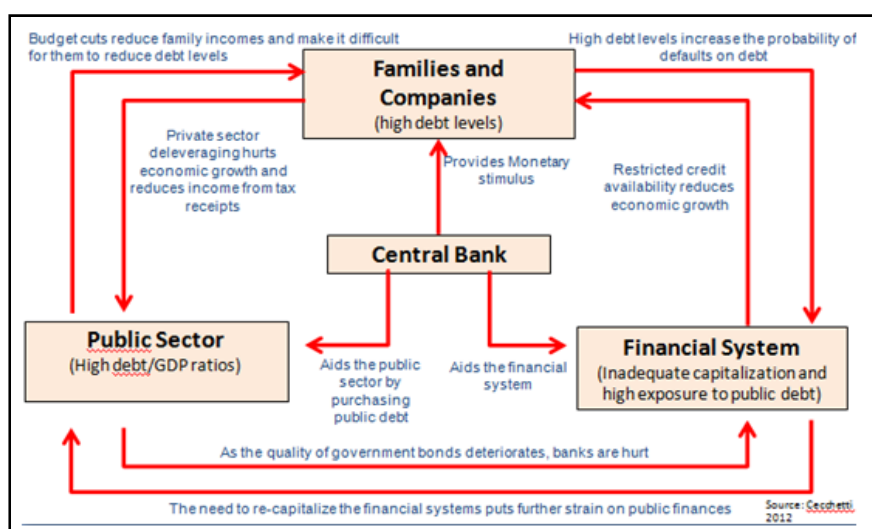 Budget cuts reduce family incomes and make it difficult
for them to reduce debt levels
High debt levels increase the probability of
defaults on debt
Families and
Companies
(high debt levels)
Private sector
deleveraging hurts
economic growth and
reduces income from tax
receipts
Provides Monetary
stimulus
Restricted credit
availability reduces
economic growth
Central Bank
Public Sector
(High debt/GDP ratios)
Aids the public
sector by
purchasing
public debt
Aids the financial
system
Financial System
(Inadequate capitalization and
high exposure to public debt)
As the quality of government bonds deteriorates, banks are hurt
The need to re-capitalize the financial systems puts further strain on public finances
Source: Cecchetti
2012